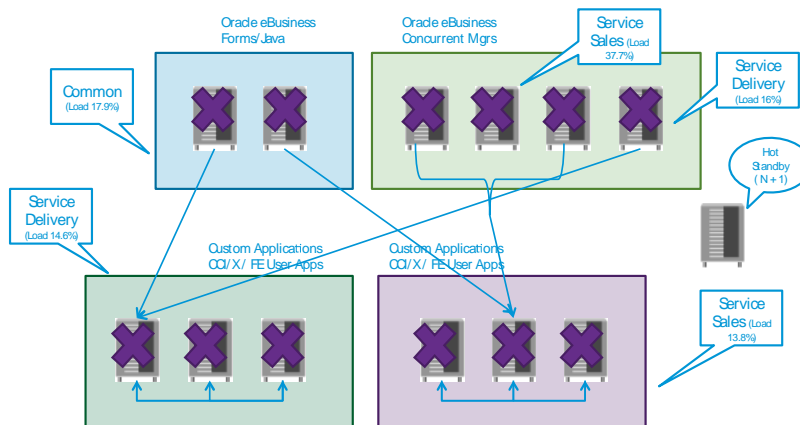 Oracle eBusiness
Forms/Java
Oracle eBusiness
Concurrent Mgrs
Service
Sales (Load
37.7%)
Service
Delivery
(Load 16%)
Common
(Load 17.9%)
Hot
Standby
( N + 1)
Service
Delivery
(Load 14.6%)
Custom Applications
CCI/ X / FE User Apps
Custom Applications
CCI/ X / FE User Apps
Service
Sales (Load
13.8%)